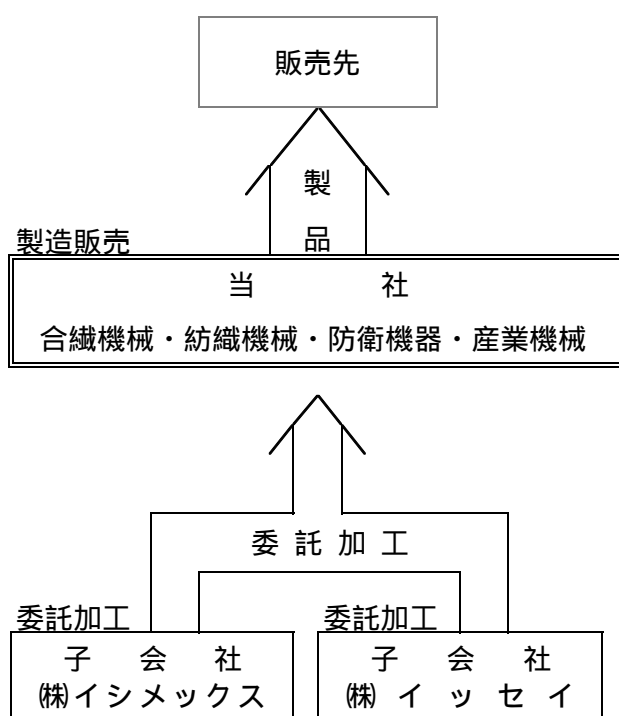 販売先
製
品
製造販売
当　　　　社
合繊機械・紡織機械・防衛機器・産業機械
委 託 加 工
委託加工　委託加工
子　会　社　子　会　社
㈱イシメックス　㈱ イ ッ セ イ